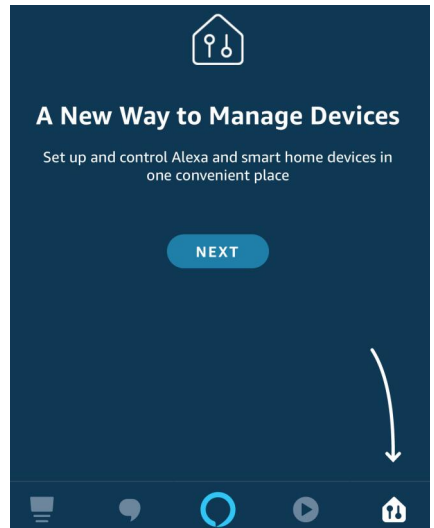 A New Way to Manage Devices
Set up and control Alexa and smart home devices in
one convenient place
NEXT